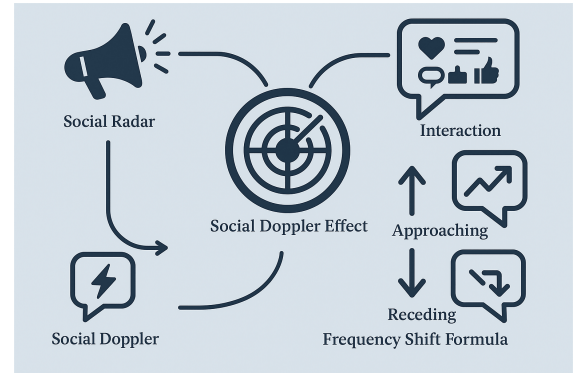 Social Radar
Interaction
Social Doppler Effect
Approaching
Receding
Social Doppler
Frequency Shift Formula